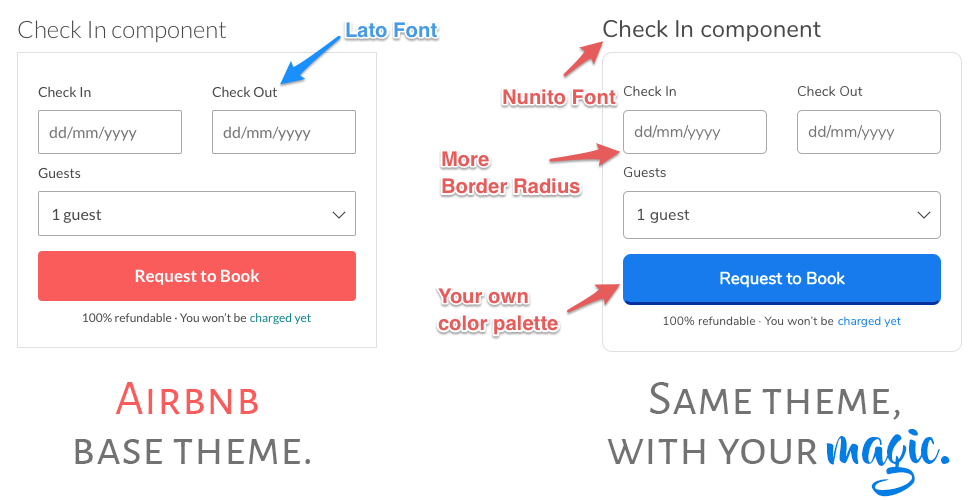 Check In component
Lato Font
Check In
Check Out
dd/mm/yyyy
dd/mm/yyyy
Guests
1 guest
Request to Book
100% refundable · You won't be charged yet
AIRBNB
BASE THEME.
Check In component
Nunito Font
Check In
Check Out
dd/mm/yyyy
dd/mm/yyyy
More
Border Radius
Guests
1 guest
Request to Book
Your own
color palette
100% refundable · You won't be charged yet
SAME THEME,
WITH YOUR magic.